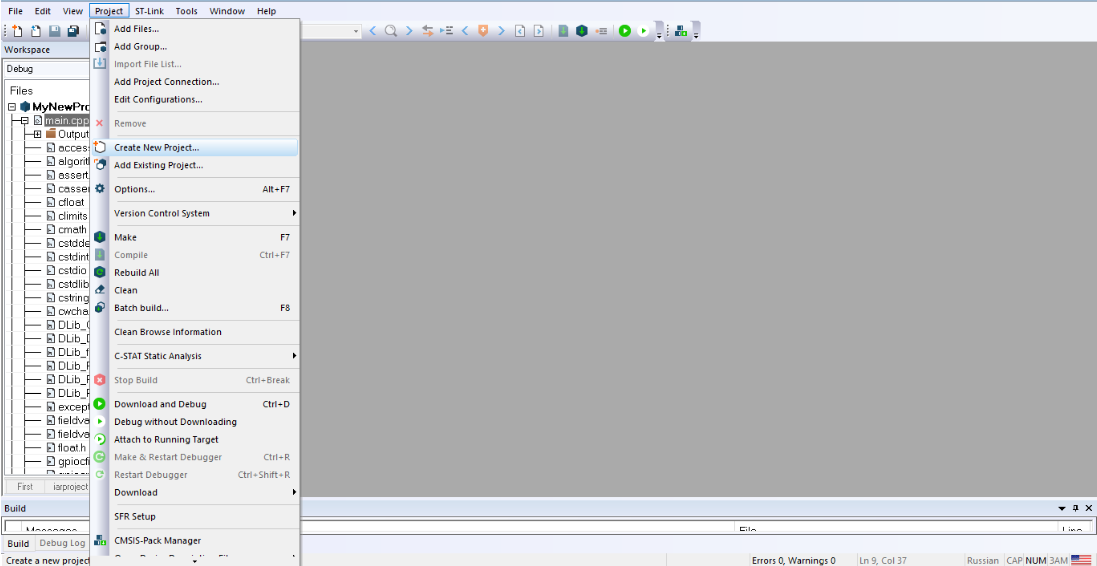 File Edit View Project ST-Link Tools Window Help
Workspace
Debug
Files
MyNewPro
main.cpp
Output
access
algorit
assert
casser
cfloat
climits
cmath
cstdde
cstdint
cstdio
cstdlib
cstring
cwcha
DLib_
DLib_
DLib_f
DLib_
DLib_
DLib_
except
fieldva
fieldva
float.h
gpiocfi
First iarproject
Add Files...
Add Group...
Import File List...
Add Project Connection...
Edit Configurations...
Remove
Create New Project...
Add Existing Project...
Options... Alt+F7
Version Control System
Make F7
Compile Ctrl+F7
Rebuild All
Clean
Batch build... F8
Clean Browse Information
C-STAT Static Analysis
Stop Build Ctrl+Break
Download and Debug Ctrl+D
Debug without Downloading
Attach to Running Target
Make & Restart Debugger Ctrl+R
Restart Debugger Ctrl+Shift+R
Download
SFR Setup
CMSIS-Pack Manager
Build
Messages File Line
Build Debug Log
Create a new project Errors 0, Warnings 0 Ln 9, Col 37 Russian CAP NUM ЗАМ